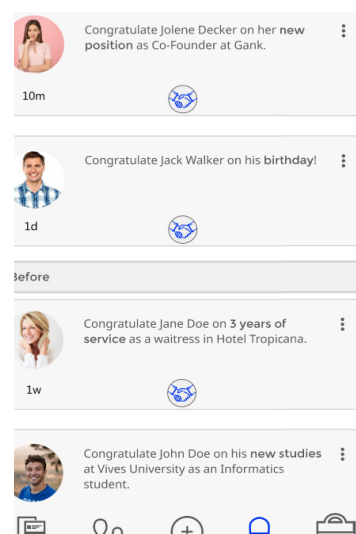 Congratulate Jolene Decker on her new
position as Co-Founder at Gank.
10m
Congratulate Jack Walker on his birthday!
1d
Before
Congratulate Jane Doe on 3 years of
service as a waitress in Hotel Tropicana.
1w
Congratulate John Doe on his new studies
at Vives University as an Informatics
student.